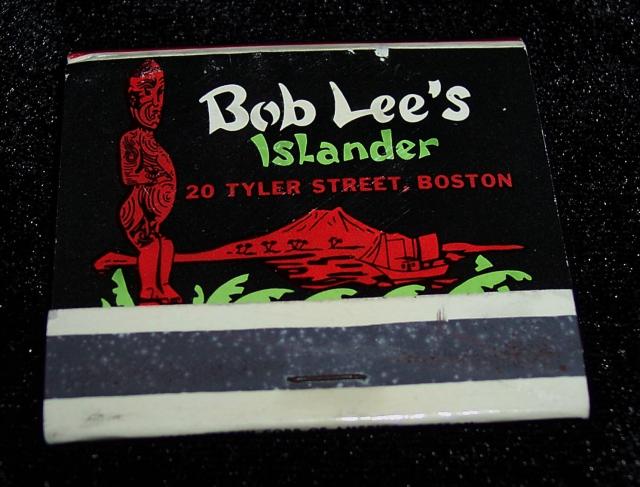 Bob Lee's
Islander
20 TYLER STREET, BOSTON